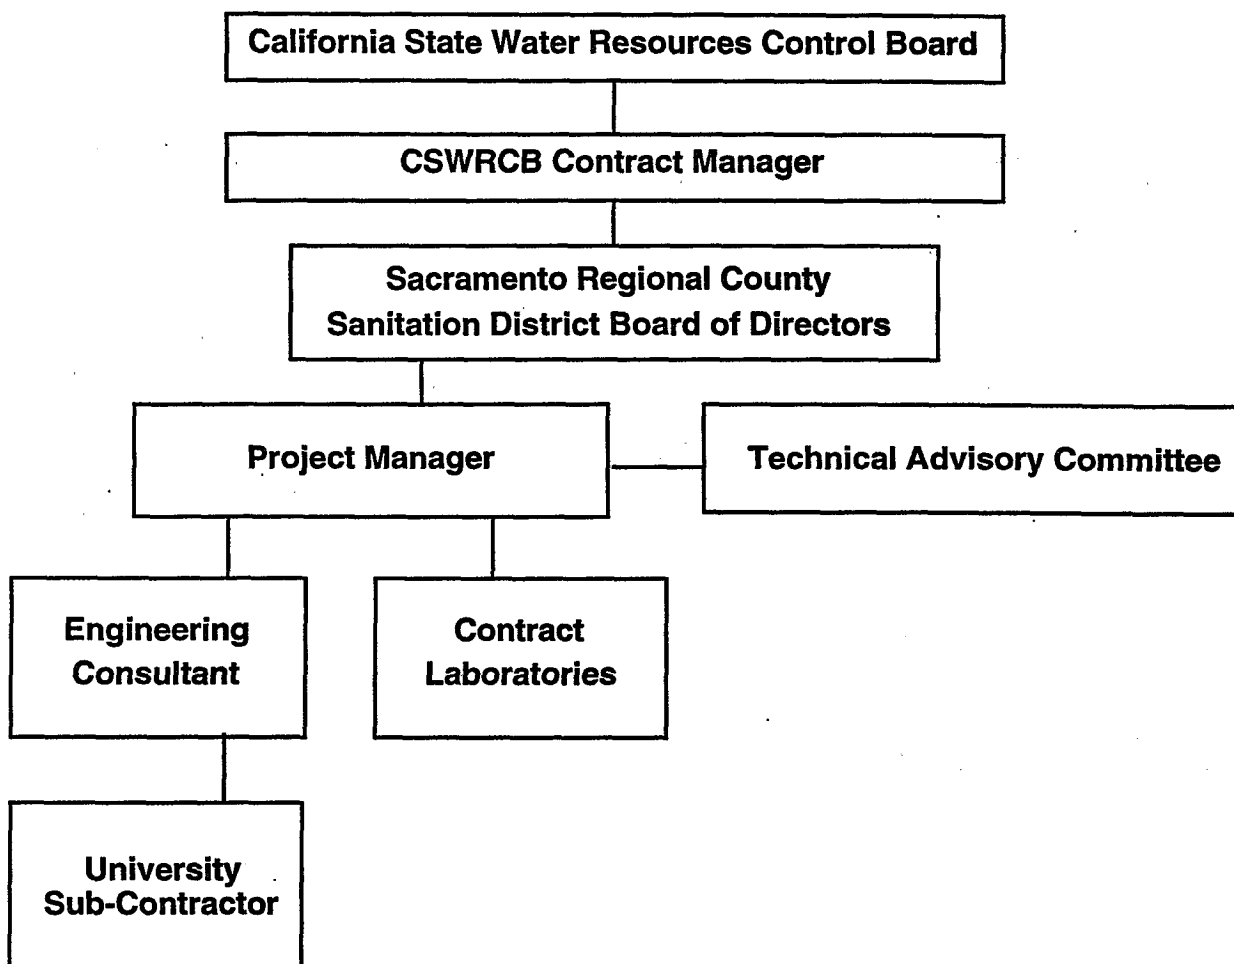 California State Water Resources Control Board
CSWRCB Contract Manager
Sacramento Regional County
Sanitation District Board of Directors
Project Manager
Technical Advisory Committee
Engineering
Consultant
Contract
Laboratories
University
Sub-Contractor